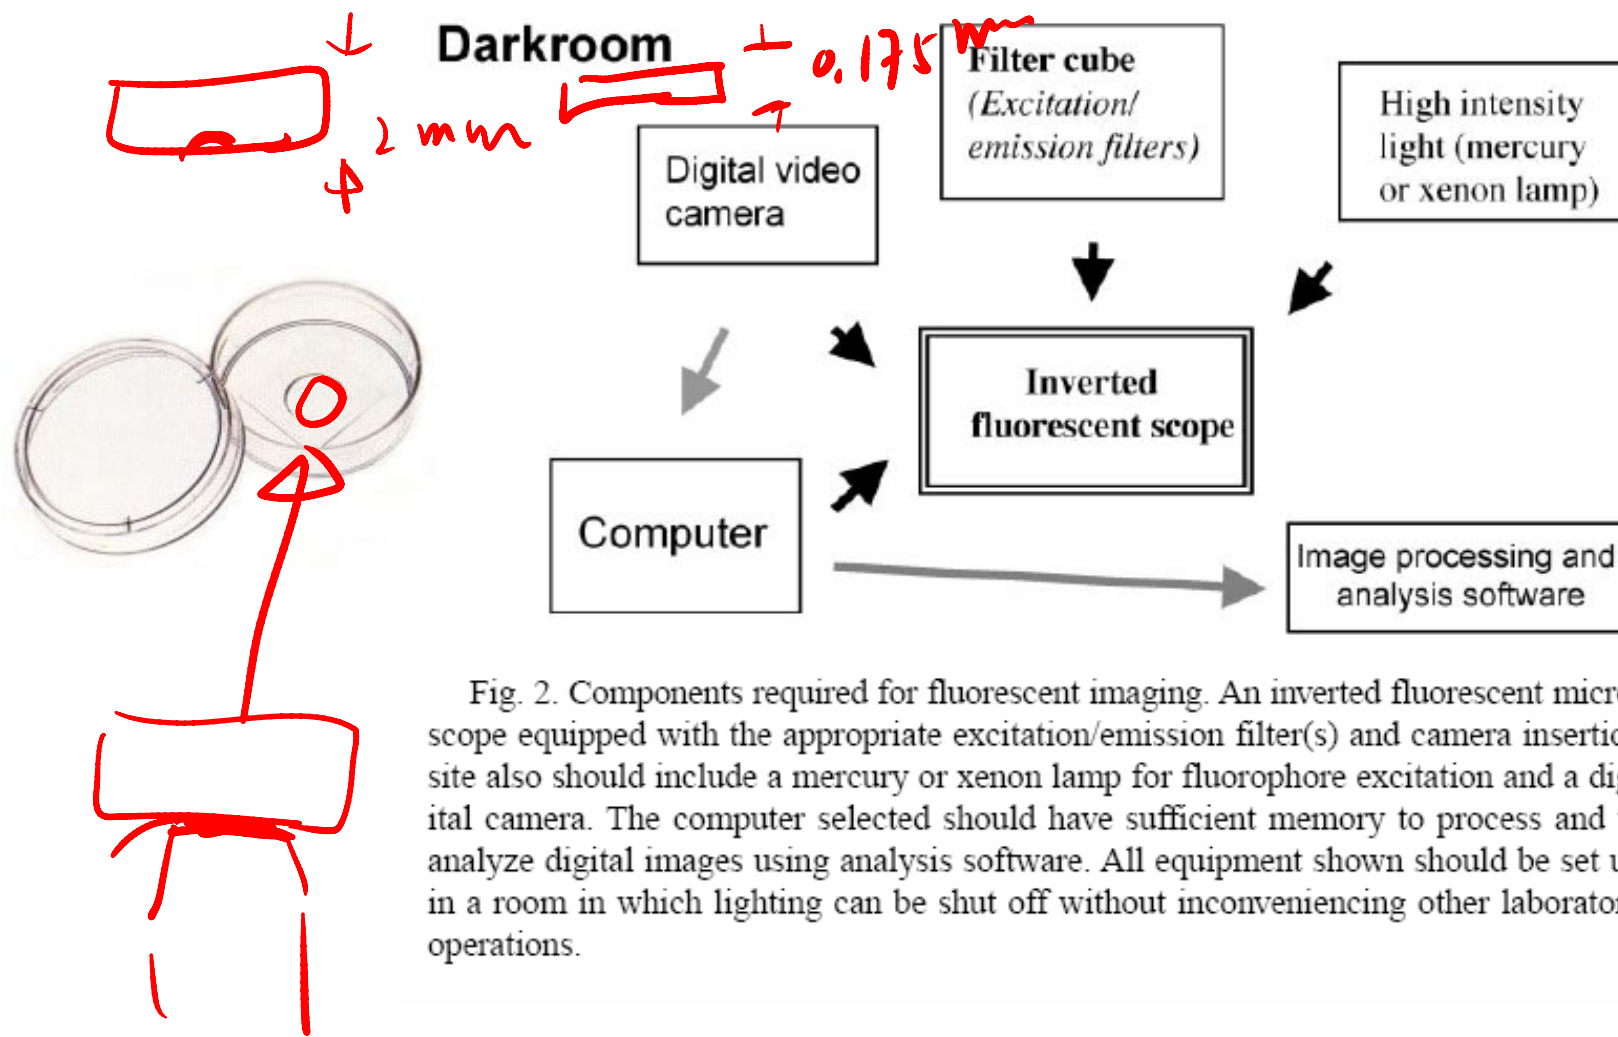 Darkroom
0.175
2 mm
Digital video
camera
Filter cube
(Excitation/
emission filters)
High intensity
light (mercury
or xenon lamp)
Inverted
fluorescent scope
Computer
Image processing and
analysis software
Fig. 2. Components required for fluorescent imaging. An inverted fluorescent micro
scope equipped with the appropriate excitation/emission filter(s) and camera insertio
site also should include a mercury or xenon lamp for fluorophore excitation and a dig
ital camera. The computer selected should have sufficient memory to process and
analyze digital images using analysis software. All equipment shown should be set u
in a room in which lighting can be shut off without inconveniencing other laborator
operations.